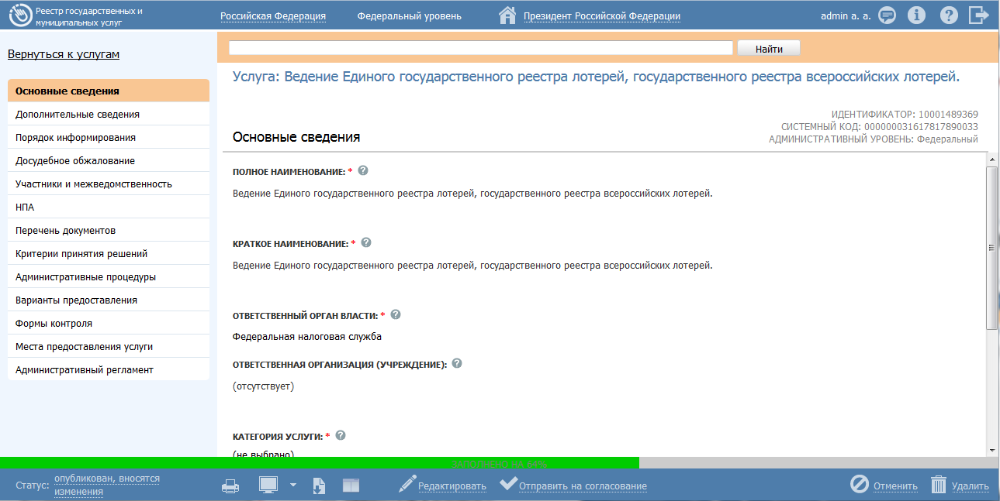 Реестр государственных и
муниципальных услуг
Российская Федерация
Федеральный уровень
Президент Российской Федерации
admin a. a.
Вернуться к услугам
Найти
Основные сведения
Дополнительные сведения
Порядок информирования
Досудебное обжалование
Участники и межведомственность
НПА
Перечень документов
Критерии принятия решений
Административные процедуры
Варианты предоставления
Формы контроля
Места предоставления услуги
Административный регламент
Услуга: Ведение Единого государственного реестра лотерей, государственного реестра всероссийских лотерей.
ИДЕНТИФИКАТОР: 10001489369
СИСТЕМНЫЙ КОД: 000000031617817890033
АДМИНИСТРАТИВНЫЙ УРОВЕНЬ: Федеральный
Основные сведения
ПОЛНОЕ НАИМЕНОВАНИЕ: * ?
Ведение Единого государственного реестра лотерей, государственного реестра всероссийских лотерей.
КРАТКОЕ НАИМЕНОВАНИЕ: * ?
Ведение Единого государственного реестра лотерей, государственного реестра всероссийских лотерей.
ОТВЕТСТВЕННЫЙ ОРГАН ВЛАСТИ: * ?
Федеральная налоговая служба
ОТВЕТСТВЕННАЯ ОРГАНИЗАЦИЯ (УЧРЕЖДЕНИЕ): ?
(отсутствует)
КАТЕГОРИЯ УСЛУГИ: * ?
(не выбрано)
ЗАПОЛНЕНО НА 64%
Статус: опубликован, вносятся
изменения
Редактировать
Отправить на согласование
Отменить
Удалить